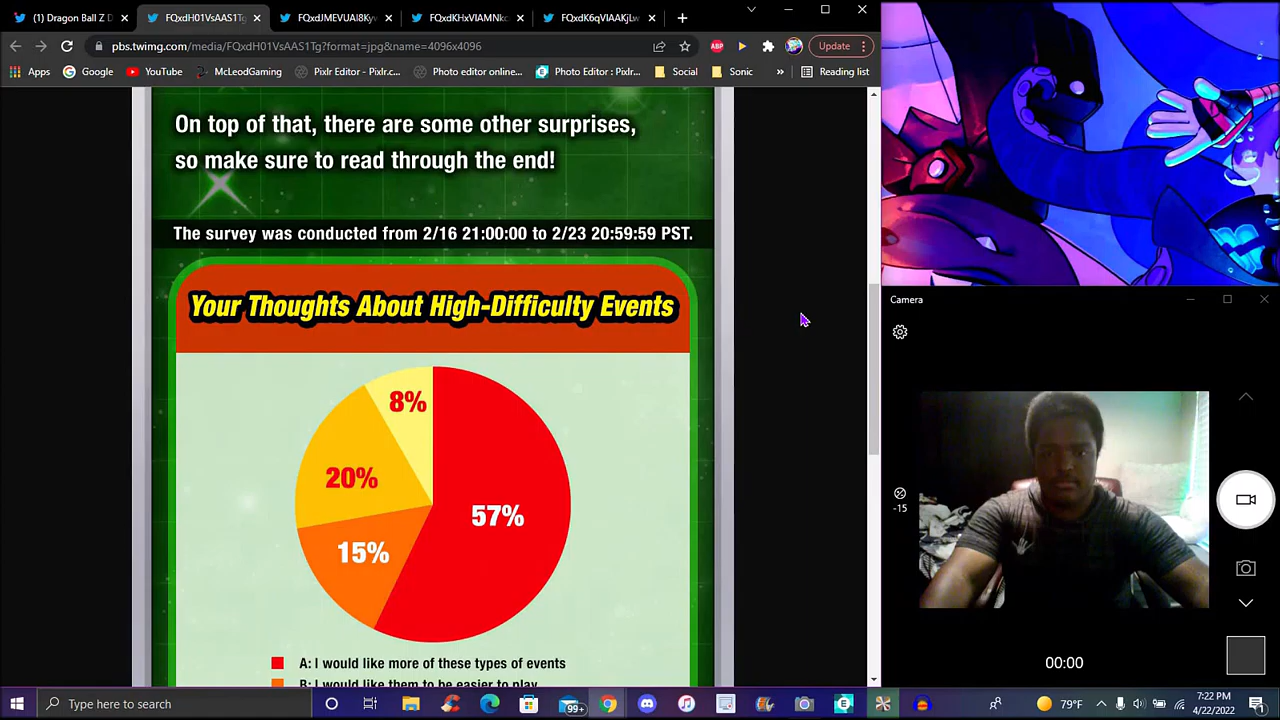 (1) Dragon Ball Z D
FQxdH01VsAAS1Tg
FQxdJMEVUAI8Kyw
FQxdKHxVIAMNkc
FQxdK6qVIAAKjLw
pbs.twimg.com/media/FQxdH01VsAAS1Tg?format=jpg&name=4096x4096
ABP
Update
Apps
Google
YouTube
McLeodGaming
Pixlr Editor - Pixlr.c...
Photo editor online...
Photo Editor : Pixlr...
Social
Sonic
»
Reading list
On top of that, there are some other surprises,
so make sure to read through the end!
The survey was conducted from 2/16 21:00:00 to 2/23 20:59:59 PST.
Your Thoughts About High-Difficulty Events
8%
20%
57%
15%
A: I would like more of these types of events
B: I would like them to be easier to play
Camera
-15
00:00
Type here to search
99+
79°F
7:22 PM
4/22/2022
1